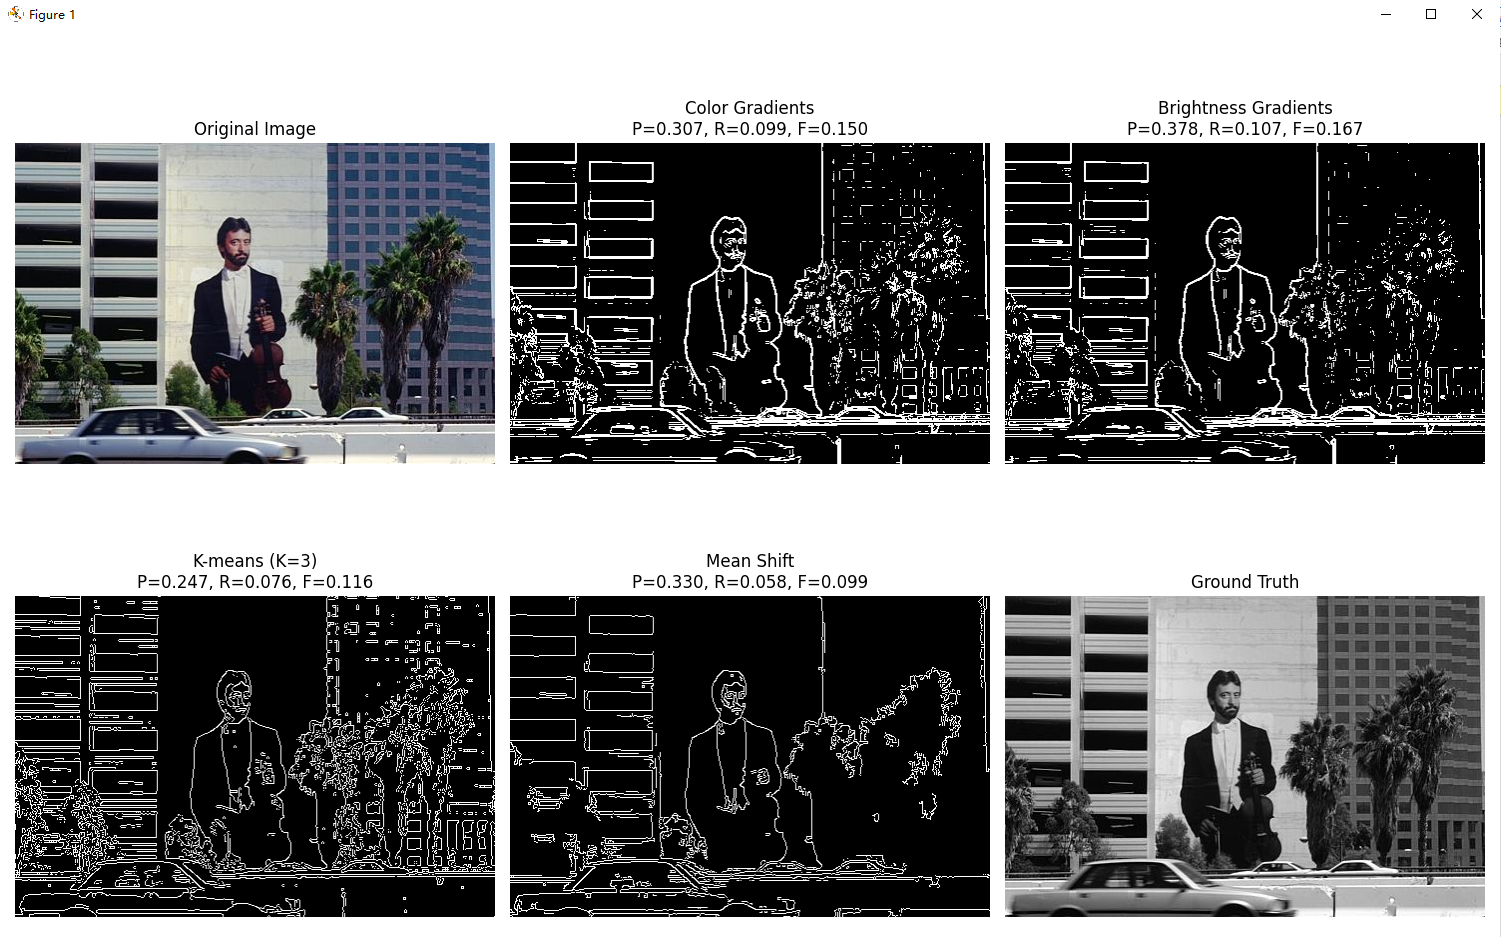 Figure 1
Original Image
Color Gradients
P=0.307, R=0.099, F=0.150
Brightness Gradients
P=0.378, R=0.107, F=0.167
K-means (K=3)
P=0.247, R=0.076, F=0.116
Mean Shift
P=0.330, R=0.058, F=0.099
Ground Truth